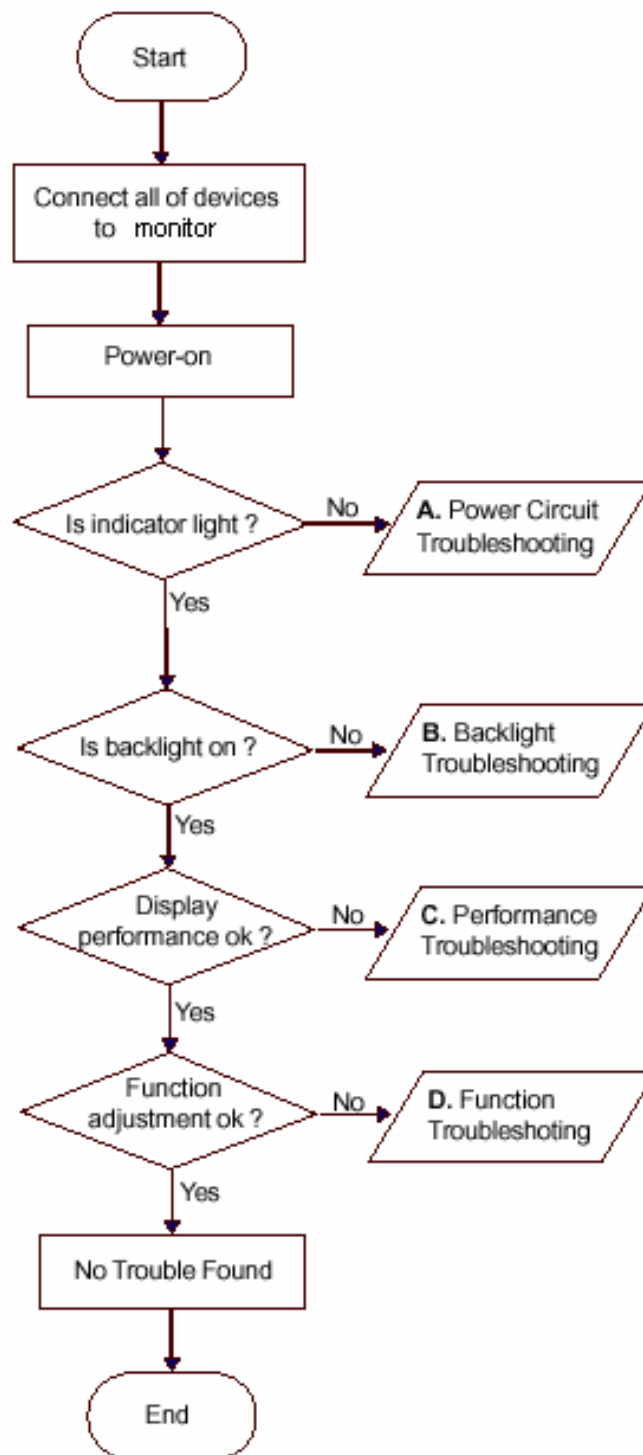 Start
Connect all of devices
to monitor
Power-on
Is indicator light ?
No
A. Power Circuit
Troubleshooting
Yes
Is backlight on ?
No
B. Backlight
Troubleshooting
Yes
Display
performance ok ?
No
C. Performance
Troubleshooting
Yes
Function
adjustment ok ?
No
D. Function
Troubleshoting
Yes
No Trouble Found
End